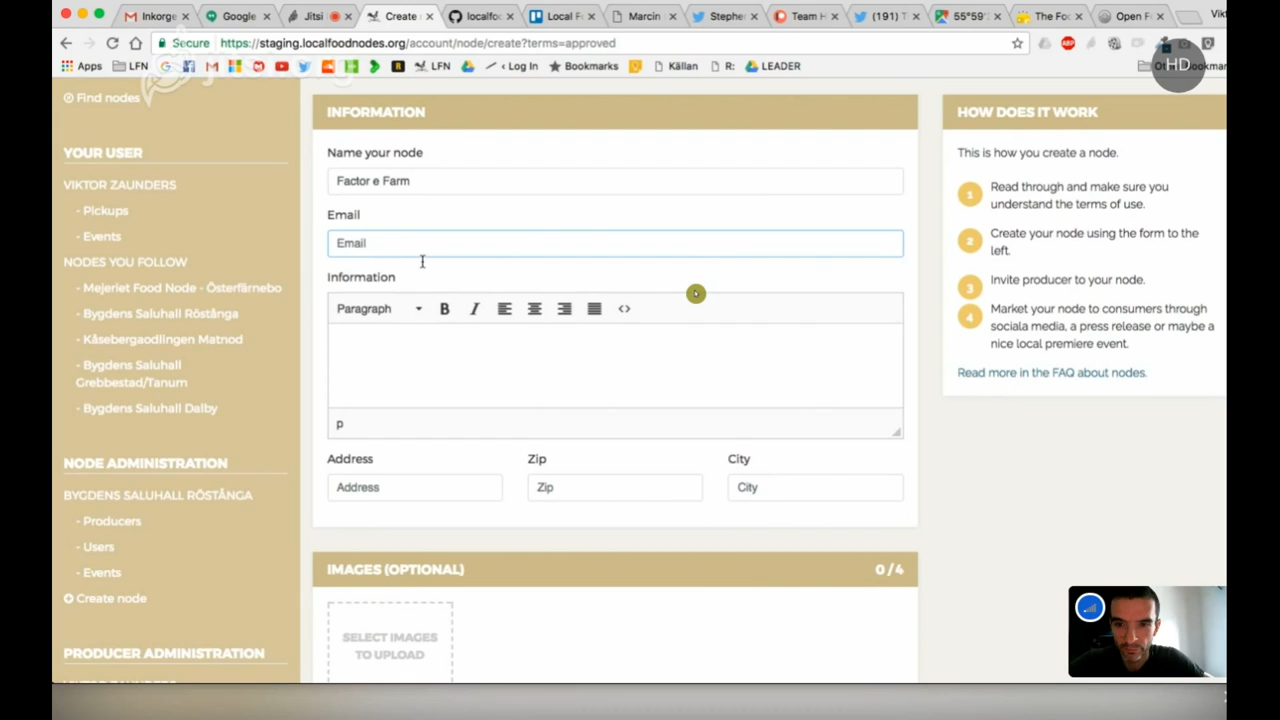 Inkorge
Google
Jitsi
Create
localfoo
Local F
Marcin
Stephe
Team H
(191) T
55°59'
The Foo
Open F
Vikt
Secure
https://staging.localfoodnodes.org/account/node/create?terms=approved
Apps
LFN
LFN
< Log In
Bookmarks
Källan
R:
LEADER
HD
Find nodes
YOUR USER
VIKTOR ZAUNDERS
- Pickups
- Events
NODES YOU FOLLOW
- Mejeriet Food Node - Österfärnebo
- Bygdens Saluhall Röstånga
- Kåsebergaodlingen Matnod
- Bygdens Saluhall
Grebbestad/Tanum
- Bygdens Saluhall Dalby
NODE ADMINISTRATION
BYGDENS SALUHALL RÖSTÅNGA
- Producers
- Users
- Events
Create node
PRODUCER ADMINISTRATION
INFORMATION
Name your node
Factor e Farm
Email
Email
Information
Paragraph
B I <>
p
Address Zip City
Address Zip City
IMAGES (OPTIONAL) 0 / 4
SELECT IMAGES
TO UPLOAD
HOW DOES IT WORK
This is how you create a node.
1 Read through and make sure you
understand the terms of use.
2 Create your node using the form to the
left.
3 Invite producer to your node.
4 Market your node to consumers through
sociala media, a press release or maybe a
nice local premiere event.
Read more in the FAQ about nodes.